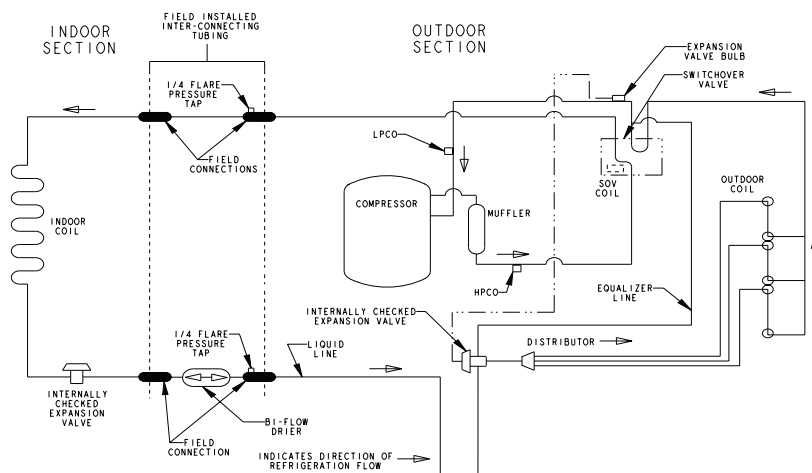 INDOOR
SECTION
FIELD INSTALLED
INTER-CONNECTING
TUBING
OUTDOOR
SECTION
EXPANSION
VALVE BULB
SWITCHOVER
VALVE
1/4 FLARE
PRESSURE
TAP
LPCO
FIELD
CONNECTIONS
SOV
COIL
OUTDOOR
COIL
COMPRESSOR
MUFFLER
INDOOR
COIL
HPCO
EQUALIZER
LINE
INTERNALLY CHECKED
EXPANSION VALVE
1/4 FLARE
PRESSURE
TAP
LIQUID
LINE
DISTRIBUTOR
INTERNALLY
CHECKED
EXPANSION
VALVE
BI-FLOW
DRIER
FIELD
CONNECTION
INDICATES DIRECTION OF
REFRIGERATION FLOW